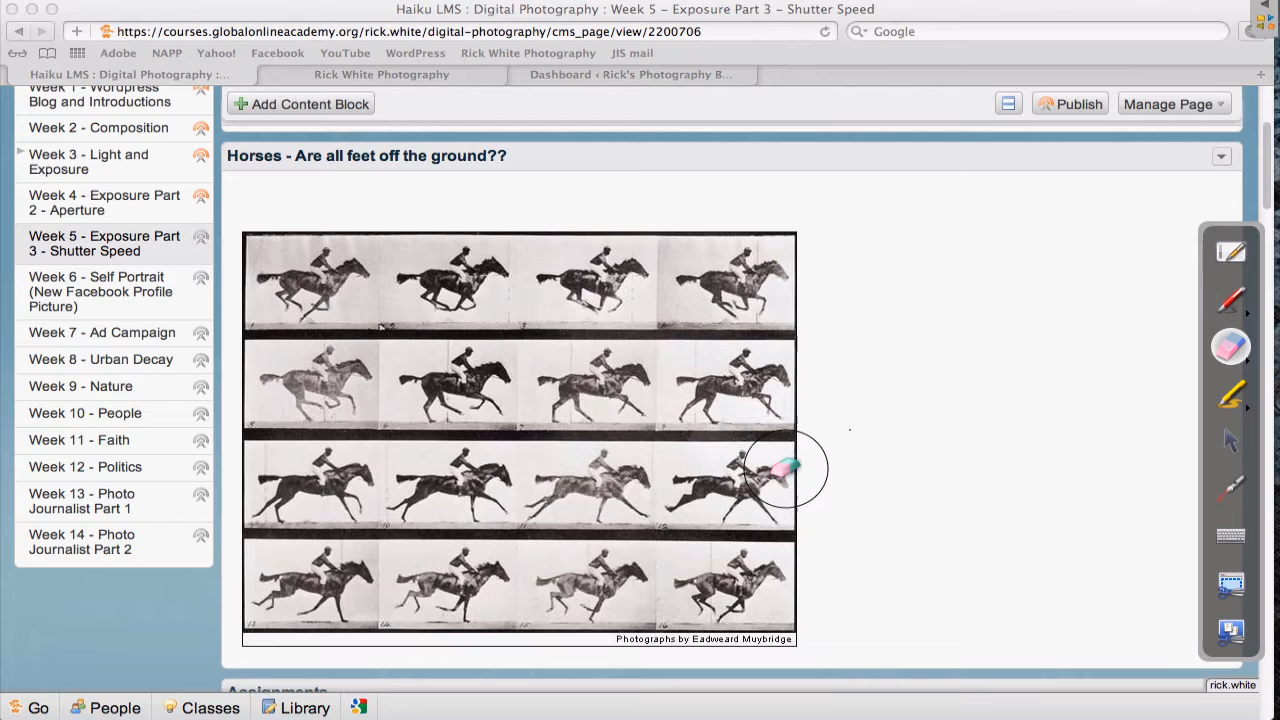 Haiku LMS : Digital Photography : Week 5 – Exposure Part 3 – Shutter Speed
https://courses.globalonlineacademy.org/rick.white/digital-photography/cms_page/view/2200706
Google
Adobe NAPP Yahoo! Facebook YouTube WordPress Rick White Photography JIS mail
Haiku LMS : Digital Photography :...
Rick White Photography
Dashboard ‹ Rick's Photography B...
Week 1 - Wordpress
Blog and Introductions
Week 2 - Composition
Week 3 - Light and
Exposure
Week 4 - Exposure Part
2 - Aperture
Week 5 - Exposure Part
3 - Shutter Speed
Week 6 - Self Portrait
(New Facebook Profile
Picture)
Week 7 - Ad Campaign
Week 8 - Urban Decay
Week 9 - Nature
Week 10 - People
Week 11 - Faith
Week 12 - Politics
Week 13 - Photo
Journalist Part 1
Week 14 - Photo
Journalist Part 2
Add Content Block
Publish
Manage Page
Horses - Are all feet off the ground??
12
13
14
15
16
Photographs by Eadweard Muybridge
Assignments
rick.white
Go People Classes Library